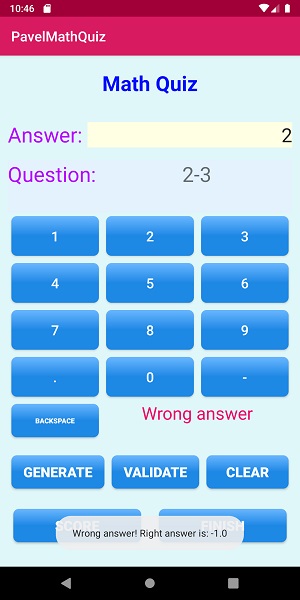 10:46
PavelMathQuiz
Math Quiz
Answer: 2
Question: 2-3
1 2 3
4 5 6
7 8 9
. 0 -
BACKSPACE Wrong answer
GENERATE VALIDATE CLEAR
SCORE FINISH
Wrong answer! Right answer is: -1.0